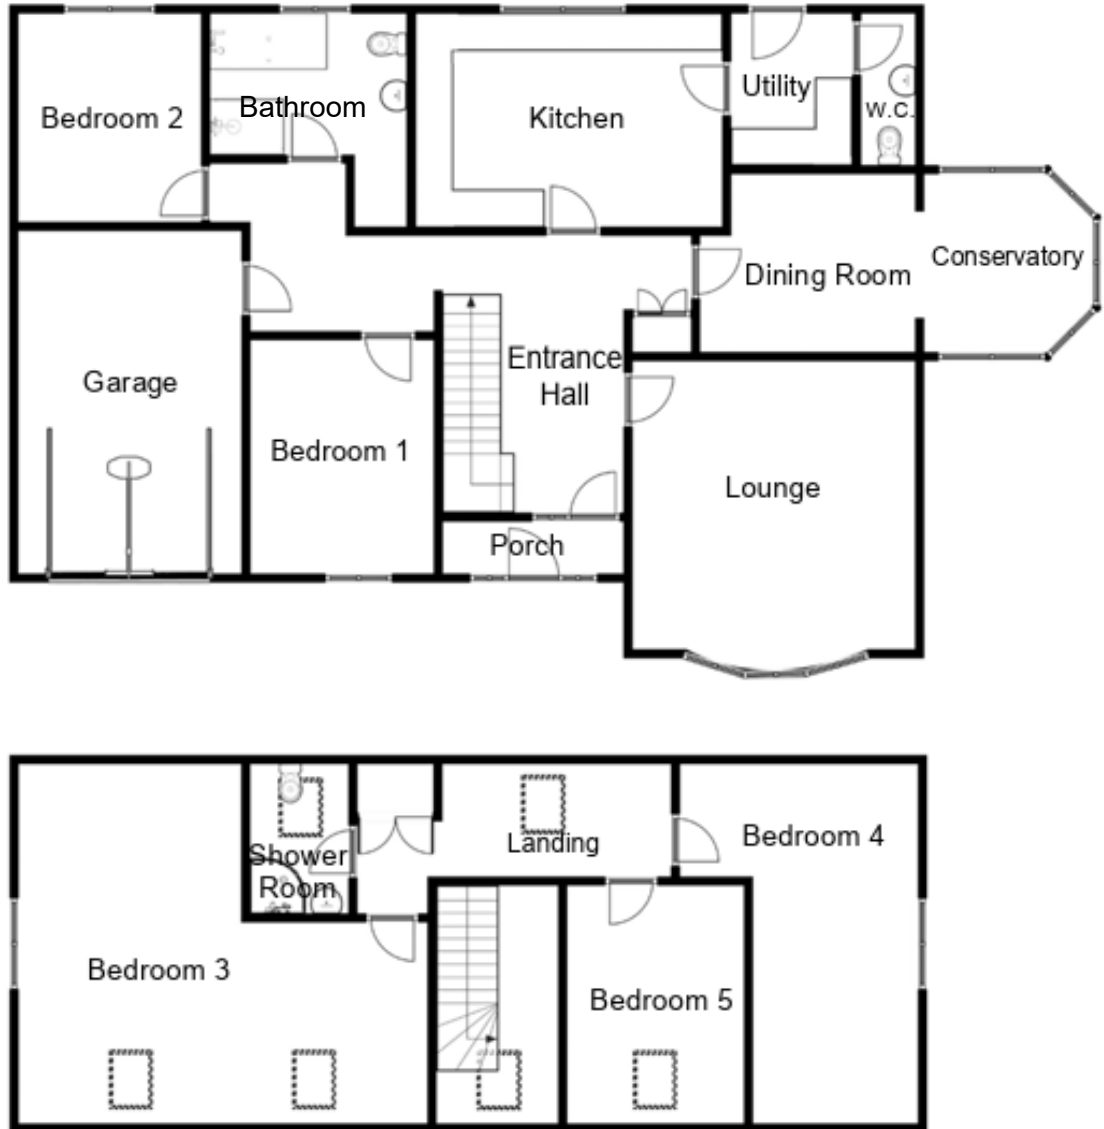 Bedroom 2
Bathroom
Kitchen
Utility
W.C.
Dining Room
Conservatory
Garage
Bedroom 1
Entrance
Hall
Porch
Lounge
Shower
Room
Landing
Bedroom 4
Bedroom 3
Bedroom 5